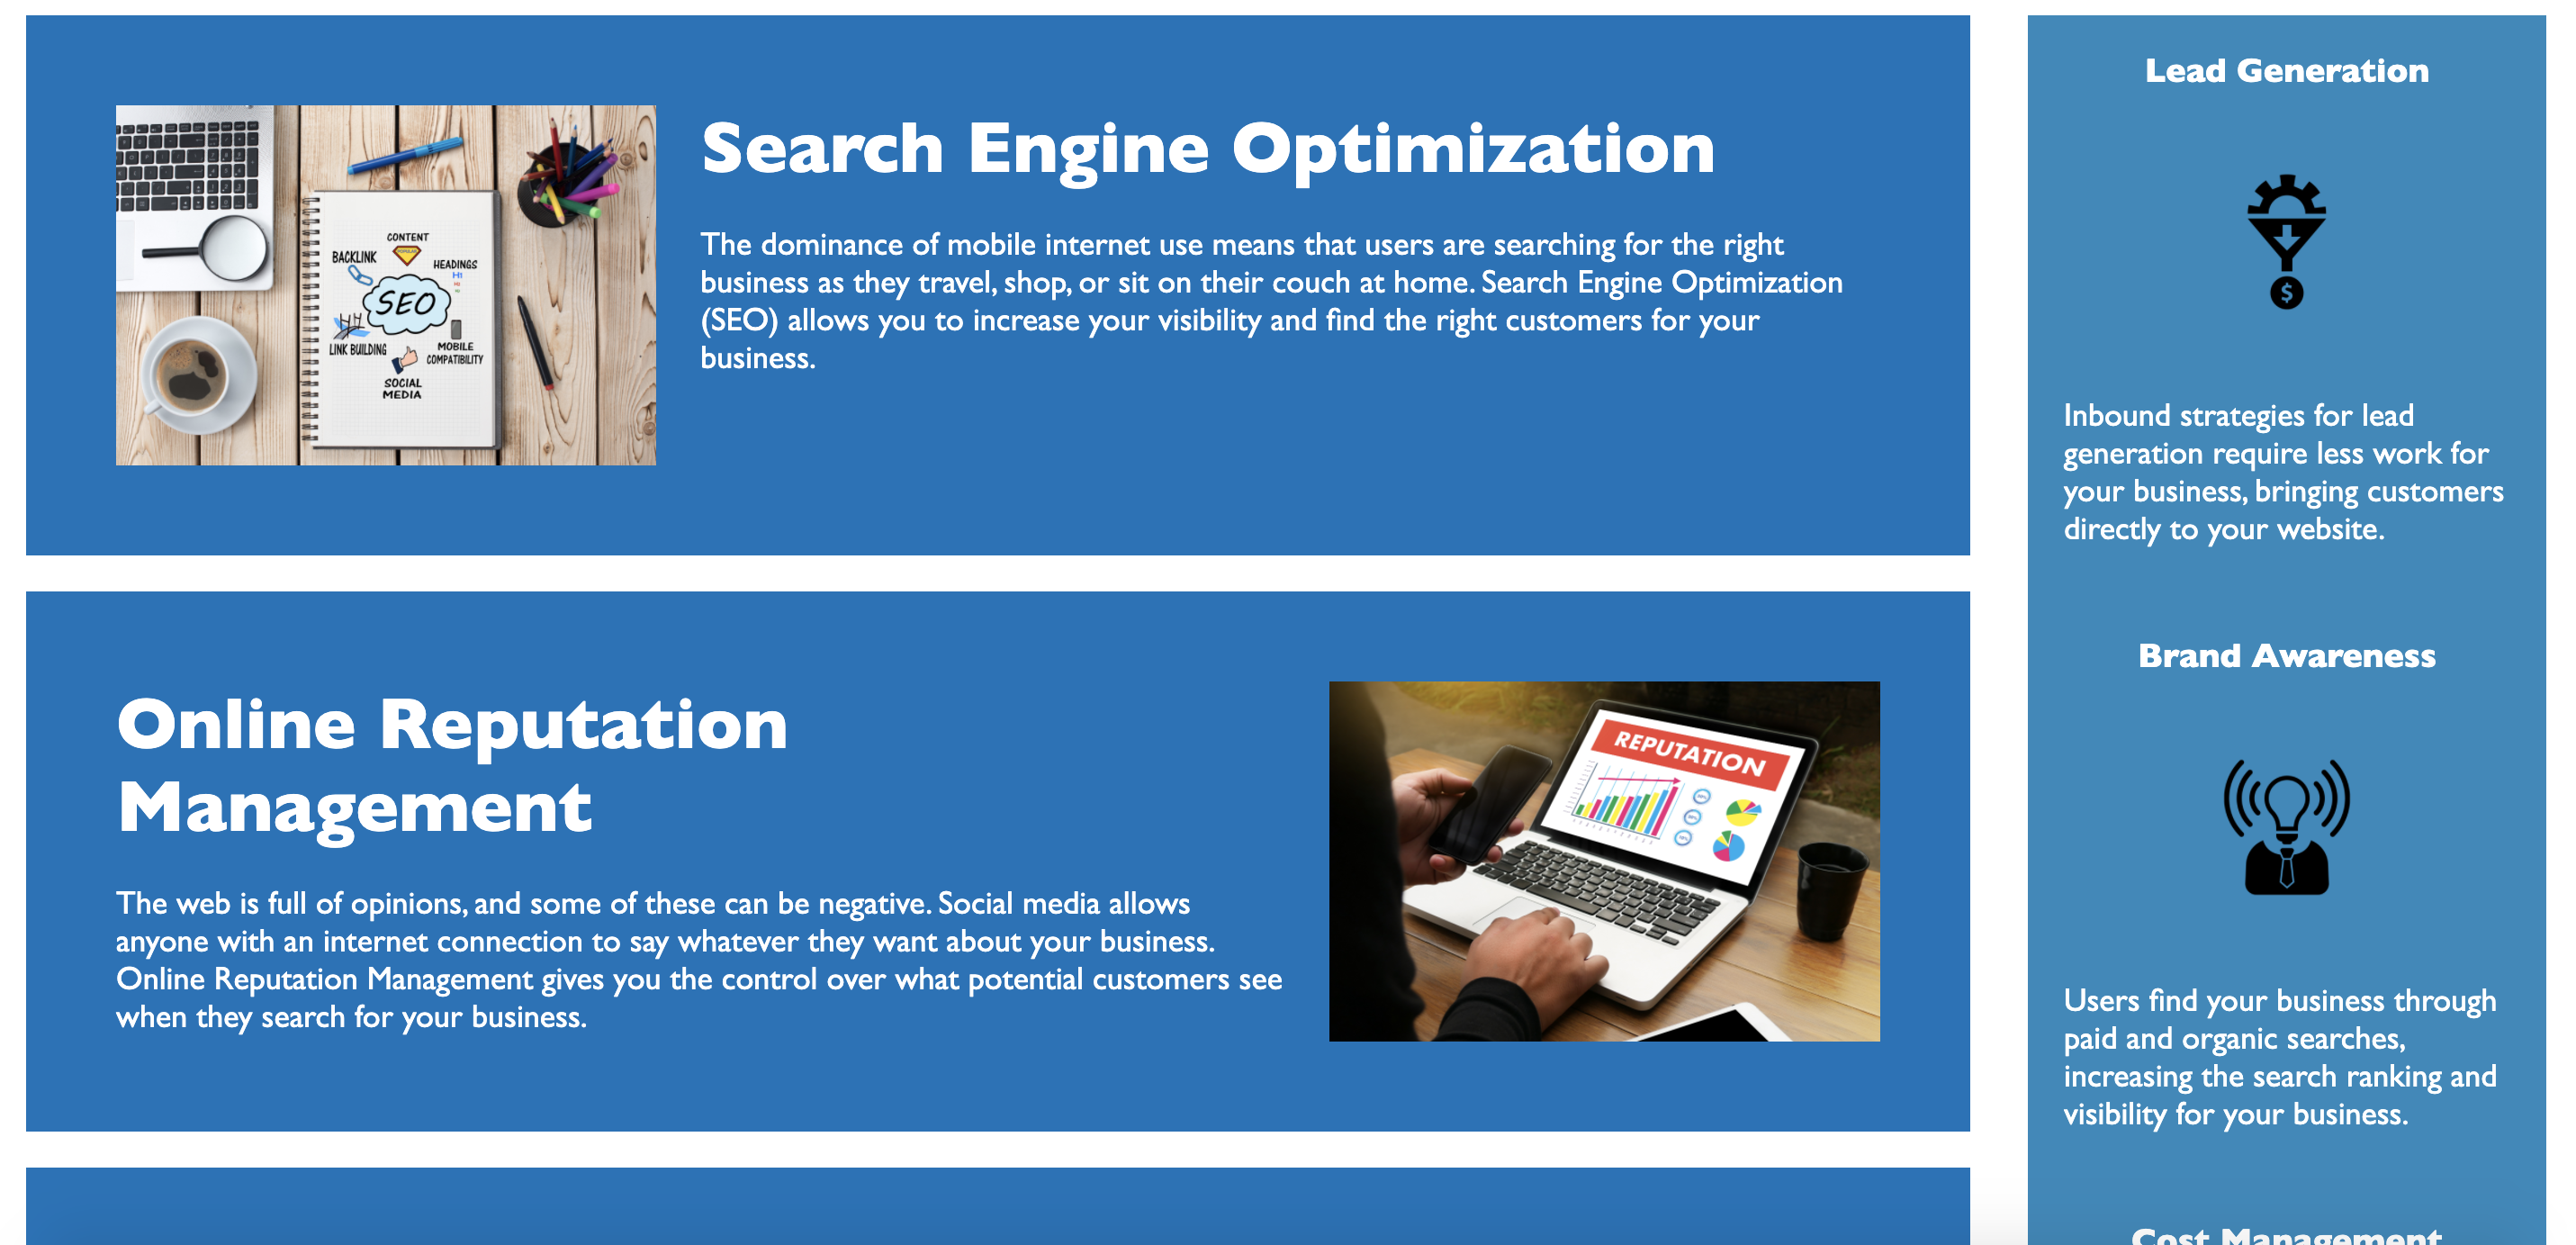 Search Engine Optimization
The dominance of mobile internet use means that users are searching for the right
business as they travel, shop, or sit on their couch at home. Search Engine Optimization
(SEO) allows you to increase your visibility and find the right customers for your
business.
CONTENT
BACKLINK
HEADINGS
H1
SEO
LINK BUILDING
MOBILE
COMPATIBILITY
SOCIAL
MEDIA
Online Reputation
Management
The web is full of opinions, and some of these can be negative. Social media allows
anyone with an internet connection to say whatever they want about your business.
Online Reputation Management gives you the control over what potential customers see
when they search for your business.
REPUTATION
Lead Generation
$
Inbound strategies for lead
generation require less work for
your business, bringing customers
directly to your website.
Brand Awareness
Users find your business through
paid and organic searches,
increasing the search ranking and
visibility for your business.
Cost Management